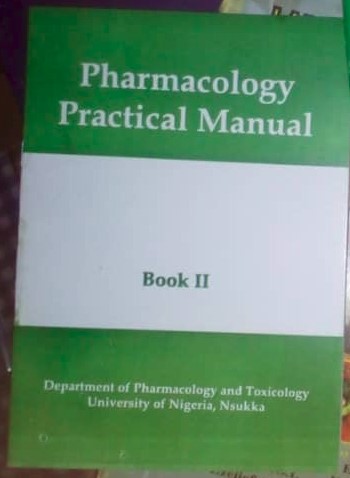 Pharmacology
Practical Manual
Book II
Department of Pharmacology and Toxicology
University of Nigeria, Nsukka